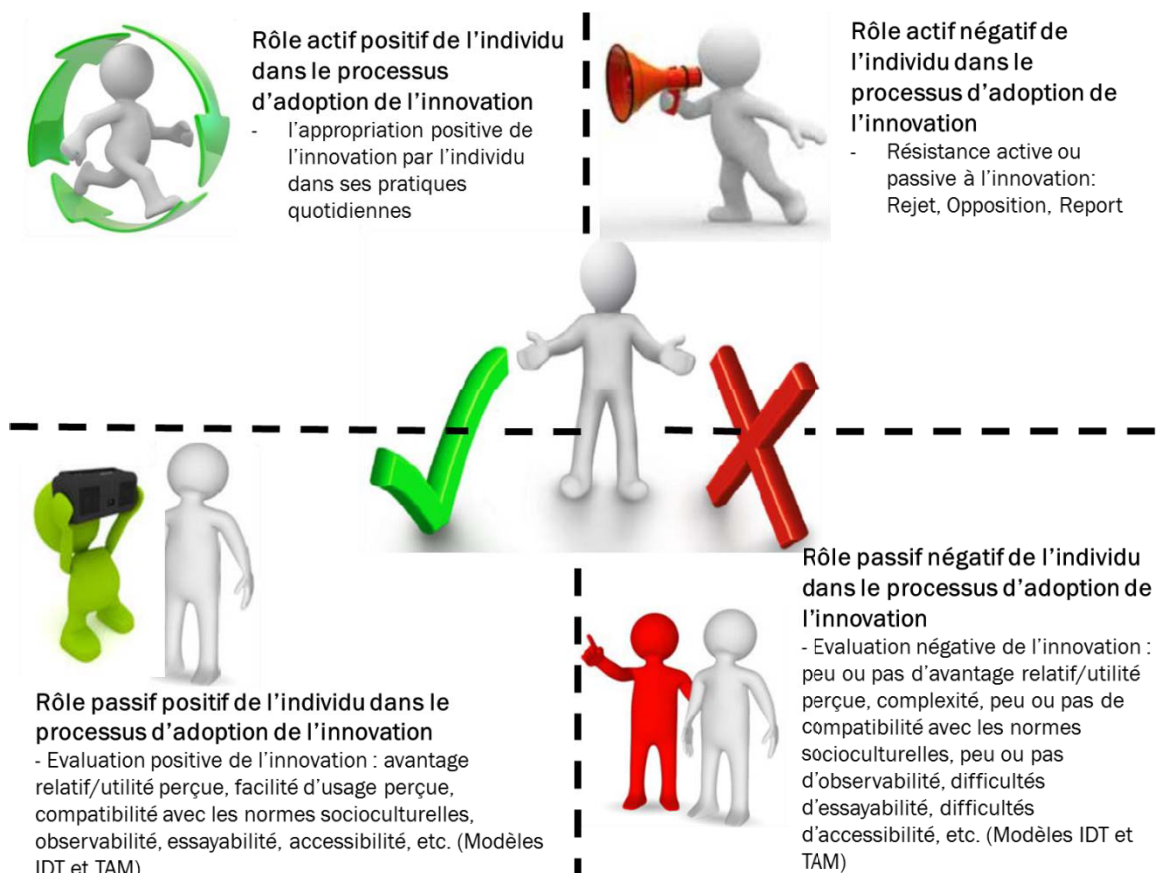 Rôle actif positif de l'individu
dans le processus
d'adoption de l'innovation
- l'appropriation positive de
l'innovation par l'individu
dans ses pratiques
quotidiennes
Rôle actif négatif de
l'individu dans le
processus d'adoption de
l'innovation
- Résistance active ou
passive à l'innovation:
Rejet, Opposition, Report
Rôle passif positif de l'individu dans le
processus d'adoption de l'innovation
- Evaluation positive de l'innovation : avantage
relatif/utilité perçue, facilité d'usage perçue,
compatibilité avec les normes socioculturelles,
observabilité, essayabilité, accessibilité, etc. (Modèles
IDT et TAM)
Rôle passif négatif de l'individu
dans le processus d'adoption de
l'innovation
- Evaluation négative de l'innovation :
peu ou pas d'avantage relatif/utilité
perçue, complexité, peu ou pas de
compatibilité avec les normes
socioculturelles, peu ou pas
d'observabilité, difficultés
d'essayabilité, difficultés
d'accessibilité, etc. (Modèles IDT et
TAM)